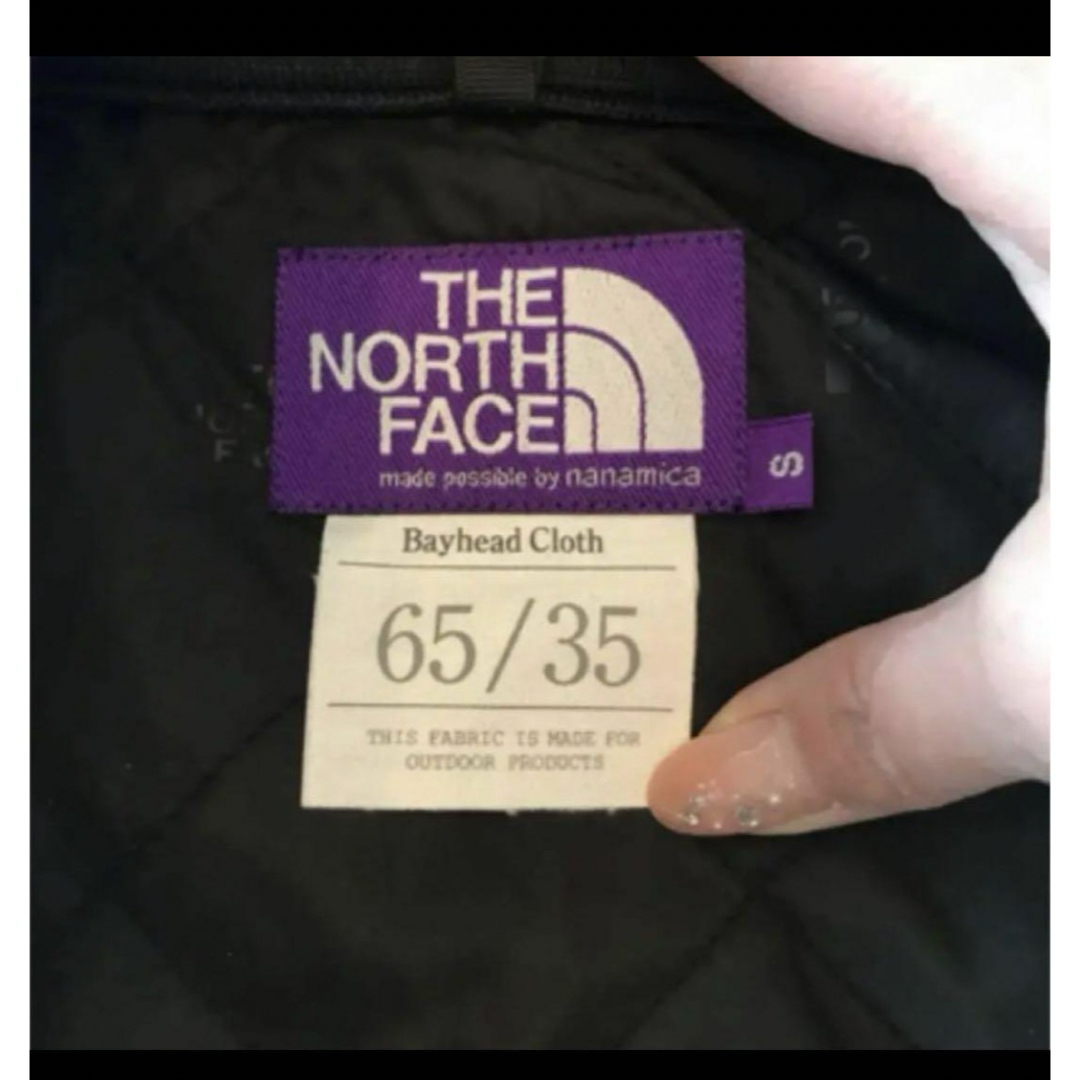 THE
NORTH
FACE
made possible by nanamica
S
Bayhead Cloth
65/35
THIS FABRIC IS MADE FOR
OUTDOOR PRODUCTS